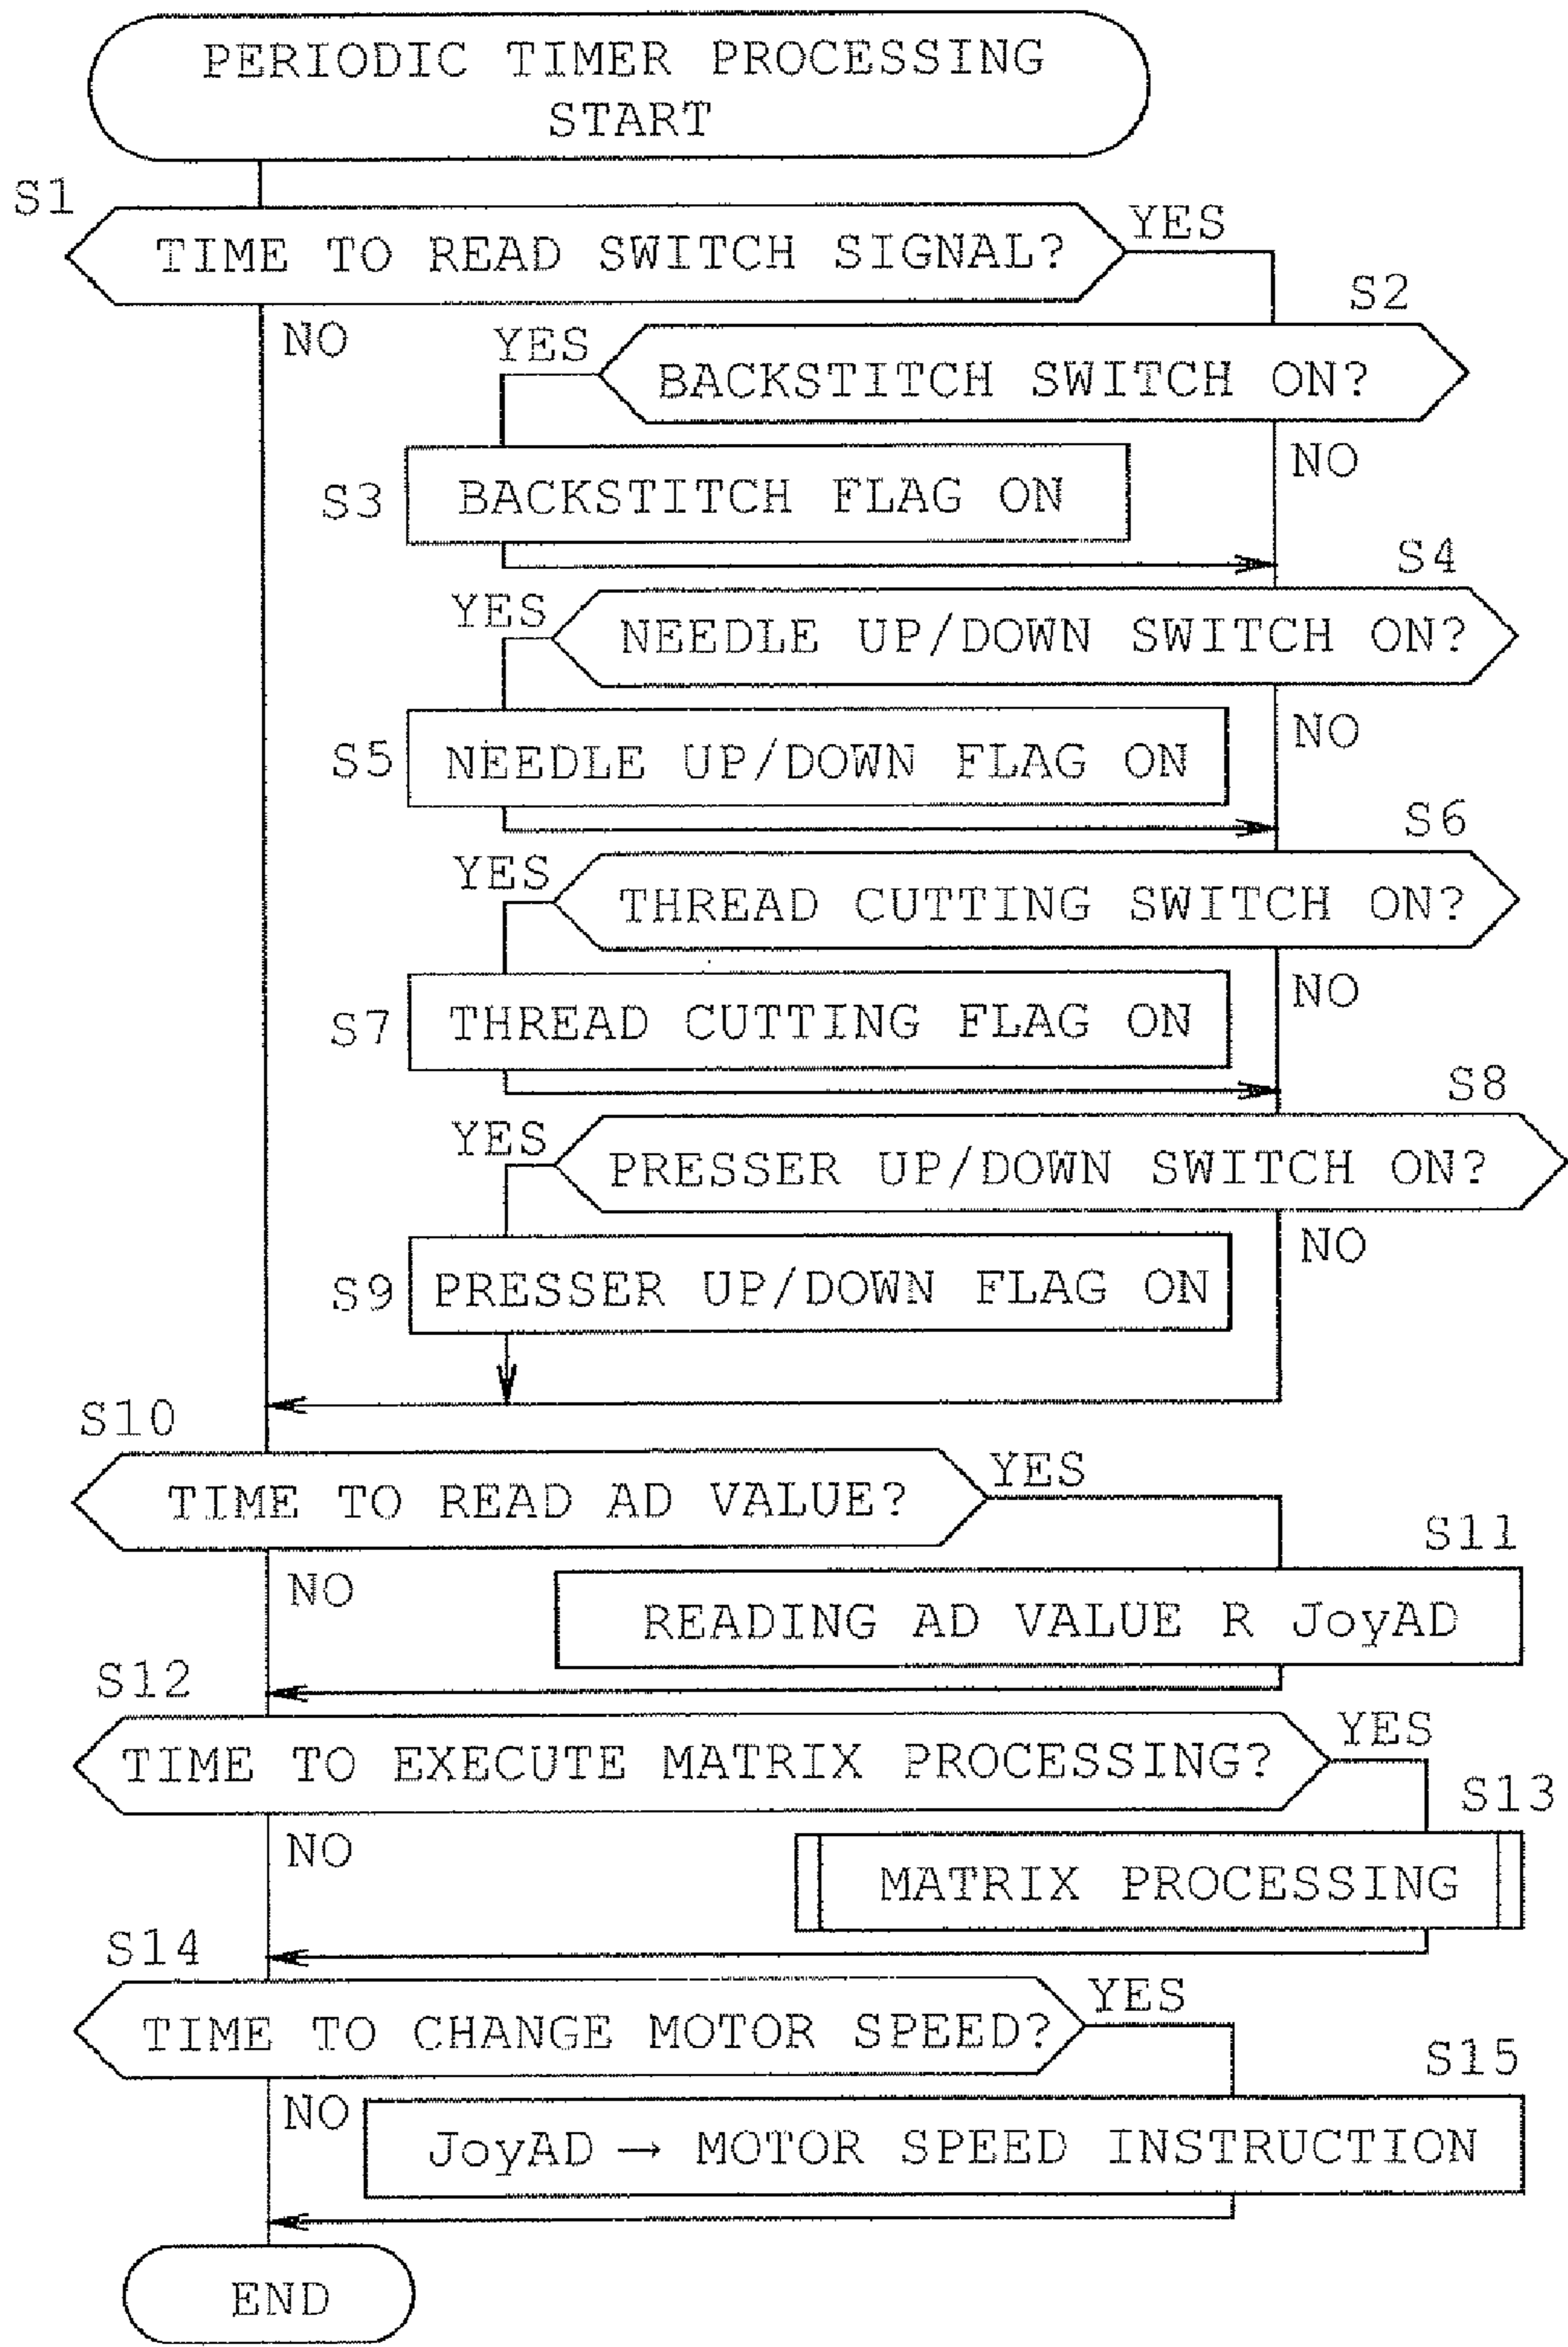 PERIODIC TIMER PROCESSING
START
S1
TIME TO READ SWITCH SIGNAL?
YES
NO
S2
YES
BACKSTITCH SWITCH ON?
NO
S3
BACKSTITCH FLAG ON
S4
YES
NEEDLE UP/DOWN SWITCH ON?
NO
S5
NEEDLE UP/DOWN FLAG ON
S6
YES
THREAD CUTTING SWITCH ON?
NO
S7
THREAD CUTTING FLAG ON
S8
YES
PRESSER UP/DOWN SWITCH ON?
NO
S9
PRESSER UP/DOWN FLAG ON
S10
TIME TO READ AD VALUE?
YES
NO
S11
READING AD VALUE R JoyAD
S12
TIME TO EXECUTE MATRIX PROCESSING?
YES
NO
S13
MATRIX PROCESSING
S14
TIME TO CHANGE MOTOR SPEED?
YES
NO
S15
JoyAD → MOTOR SPEED INSTRUCTION
END